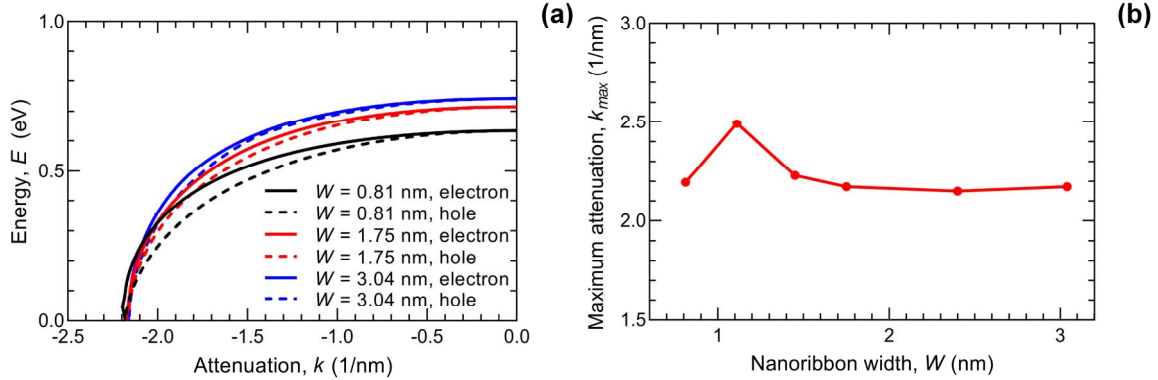 (a)
1.0
0.5
0.0
Energy, E (eV)
W = 0.81 nm, electron
W = 0.81 nm, hole
W = 1.75 nm, electron
W = 1.75 nm, hole
W = 3.04 nm, electron
W = 3.04 nm, hole
-2.5 -2.0 -1.5 -1.0 -0.5 0.0
Attenuation, k (1/nm)
(b)
3.0
2.5
2.0
1.5
Maximum attenuation, kmax (1/nm)
1 2 3
Nanoribbon width, W (nm)